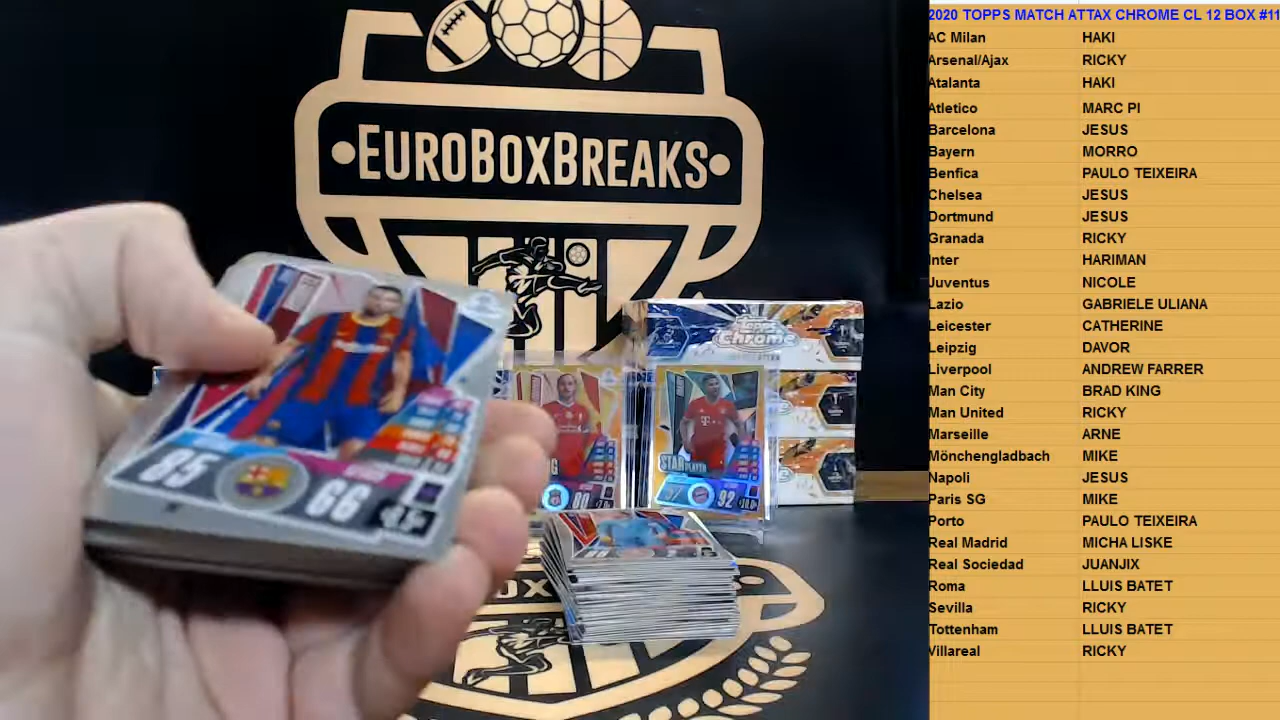 EUROBOXBREAKS
Topps
Chrome
85
66
80
STAR PLAYER
92
2020 TOPPS MATCH ATTAX CHROME CL 12 BOX #11
AC Milan HAKI
Arsenal/Ajax RICKY
Atalanta HAKI
Atletico MARC PI
Barcelona JESUS
Bayern MORRO
Benfica PAULO TEIXEIRA
Chelsea JESUS
Dortmund JESUS
Granada RICKY
Inter HARIMAN
Juventus NICOLE
Lazio GABRIELE ULIANA
Leicester CATHERINE
Leipzig DAVOR
Liverpool ANDREW FARRER
Man City BRAD KING
Man United RICKY
Marseille ARNE
Mönchengladbach MIKE
Napoli JESUS
Paris SG MIKE
Porto PAULO TEIXEIRA
Real Madrid MICHA LISKE
Real Sociedad JUANJIX
Roma LLUIS BATET
Sevilla RICKY
Tottenham LLUIS BATET
Villareal RICKY